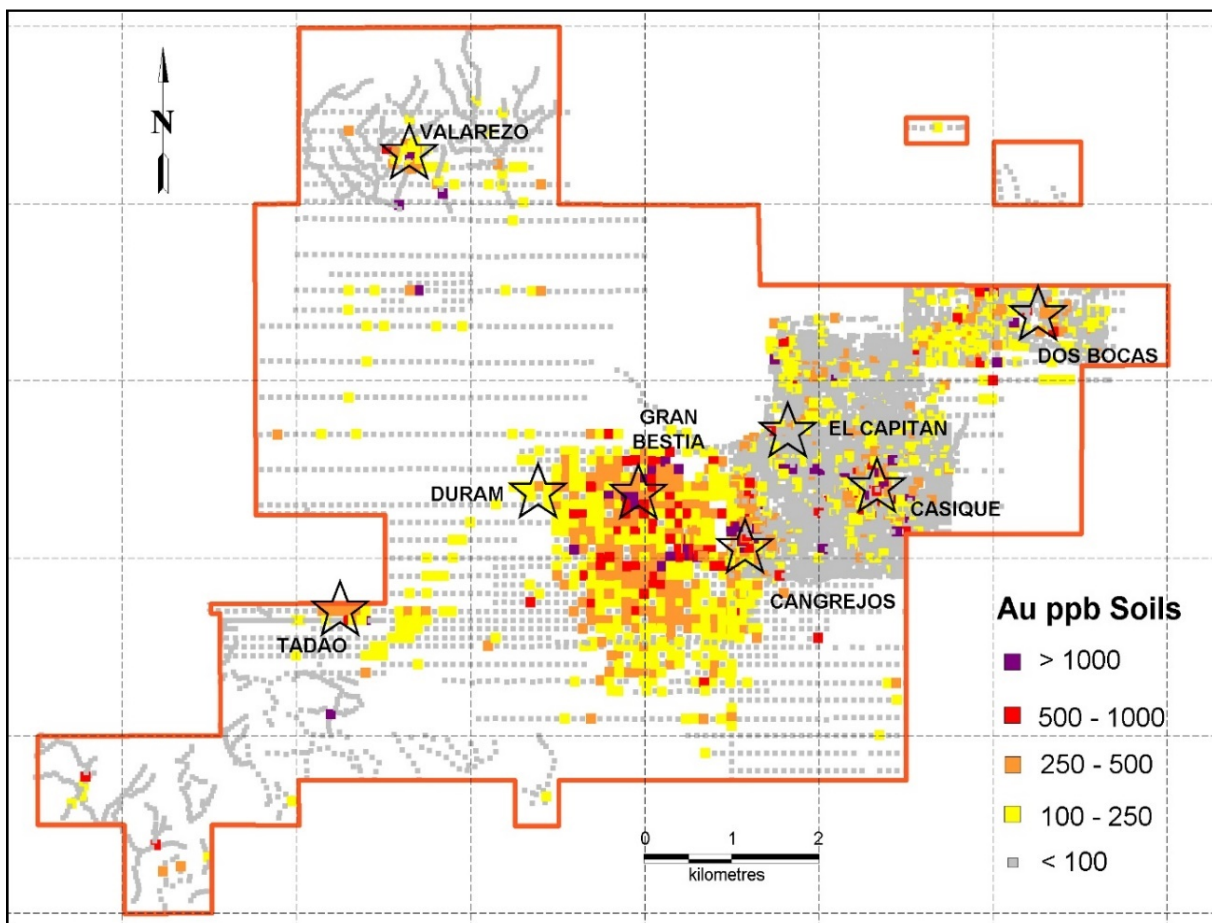 N
VALAREZO
DOS BOCAS
GRAN
BESTIA
EL CAPITAN
DURAM
CASIQUE
CANGREJOS
TADAO
Au ppb Soils
> 1000
500 - 1000
250 - 500
100 - 250
< 100
0 1 2
kilometres